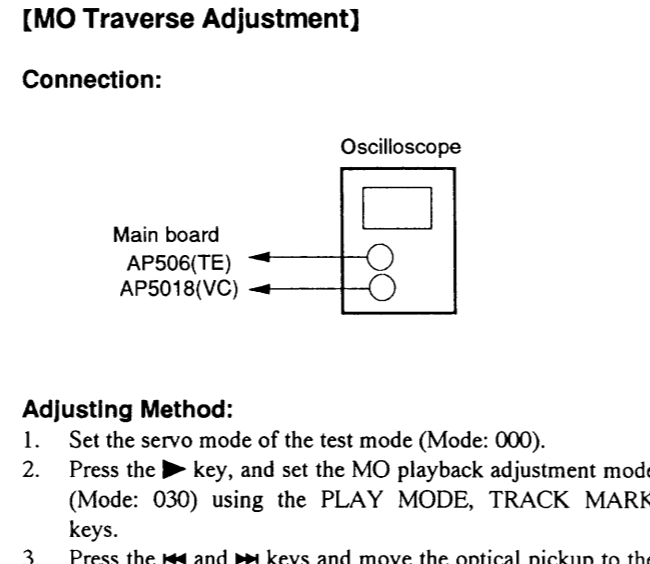 【MO Traverse Adjustment】
Connection:
Oscilloscope
Main board
AP506(TE)
AP5018(VC)
Adjusting Method:
1. Set the servo mode of the test mode (Mode: 000).
2. Press the ▶ key, and set the MO playback adjustment mode
(Mode: 030) using the PLAY MODE, TRACK MARK
keys.
3. Press the ⏮ and ⏭ keys and move the optical pickup to the